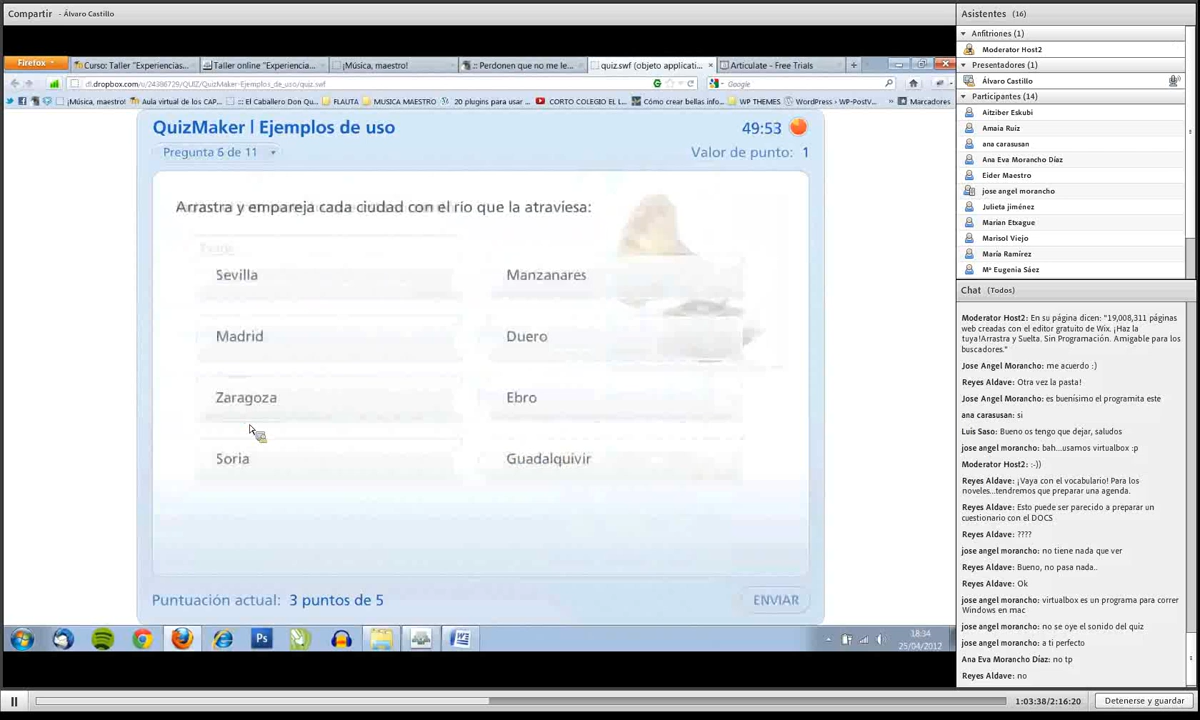 Compartir - Álvaro Castillo
Firefox
Curso: Taller "Experiencias...
Taller online "Experiencia...
¡Música, maestro!
:: Perdonen que no me le...
quiz.swf (objeto applicati...
Articulate - Free Trials
dl.dropbox.com/u/24386729/QUIZ/QuizMaker-Ejemplos_de_uso/quiz.swf
Google
¡Música, maestro!
Aula virtual de los CAP...
:: El Caballero Don Qu...
FLAUTA
MUSICA MAESTRO
20 plugins para usar ...
CORTO COLEGIO EL L...
Cómo crear bellas info...
WP THEMES
WordPress › WP-PostV...
Marcadores
QuizMaker | Ejemplos de uso
49:53
Pregunta 6 de 11
Valor de punto: 1
Arrastra y empareja cada ciudad con el río que la atraviesa:
Sevilla
Manzanares
Madrid
Duero
Zaragoza
Ebro
Soria
Guadalquivir
Puntuación actual: 3 puntos de 5
ENVIAR
18:34
25/04/2012
Asistentes (16)
Anfitriones (1)
Moderator Host2
Presentadores (1)
Álvaro Castillo
Participantes (14)
Aitziber Eskubi
Amaia Ruiz
ana carasusan
Ana Eva Morancho Díaz
Eider Maestro
jose angel morancho
Julieta jiménez
Marian Etxague
Marisol Viejo
María Ramírez
Mª Eugenia Sáez
Chat (Todos)
Moderator Host2: En su página dicen: "19,008,311 páginas
web creadas con el editor gratuito de Wix. ¡Haz la
tuya!Arrastra y Suelta. Sin Programación. Amigable para los
buscadores."
Jose Angel Morancho: me acuerdo :)
Reyes Aldave: Otra vez la pasta!
Jose Angel Morancho: es buenísimo el programita este
ana carasusan: si
Luis Saso: Bueno os tengo que dejar, saludos
jose angel morancho: bah...usamos virtualbox :p
Moderator Host2: :-))
Reyes Aldave: ¡Vaya con el vocabulario! Para los
noveles...tendremos que preparar una agenda.
Reyes Aldave: Esto puede ser parecido a preparar un
cuestionario con el DOCS
Reyes Aldave: ????
jose angel morancho: no tiene nada que ver
Reyes Aldave: Bueno, no pasa nada..
Reyes Aldave: Ok
jose angel morancho: virtualbox es un programa para correr
Windows en mac
jose angel morancho: no se oye el sonido del quiz
jose angel morancho: a ti perfecto
Ana Eva Morancho Díaz: no tp
Reyes Aldave: no
1:03:38/2:16:20
Detenerse y guardar